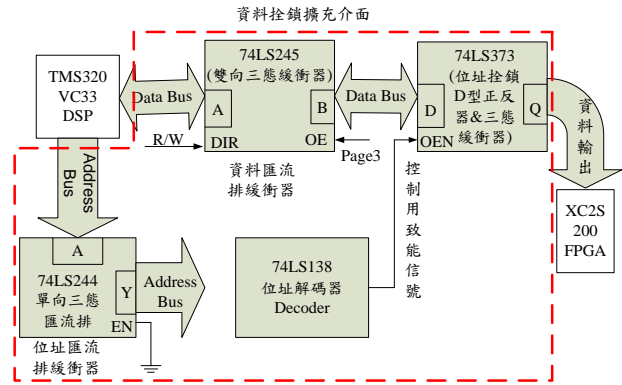 資料拴鎖擴充介面
TMS320
VC33
DSP
Data Bus
74LS245
(雙向三態緩衝器)
A
B
DIR
OE
R/W
Page3
資料匯流
排緩衝器
Data Bus
74LS373
(位址拴鎖
D型正反
器&三態
緩衝器)
D
Q
OEN
資料輸出
XC2S
200
FPGA
Address
Bus
A
74LS244
單向三態
匯流排
Y
EN
位址匯流
排緩衝器
Address
Bus
74LS138
位址解碼器
Decoder
控制用致能信號